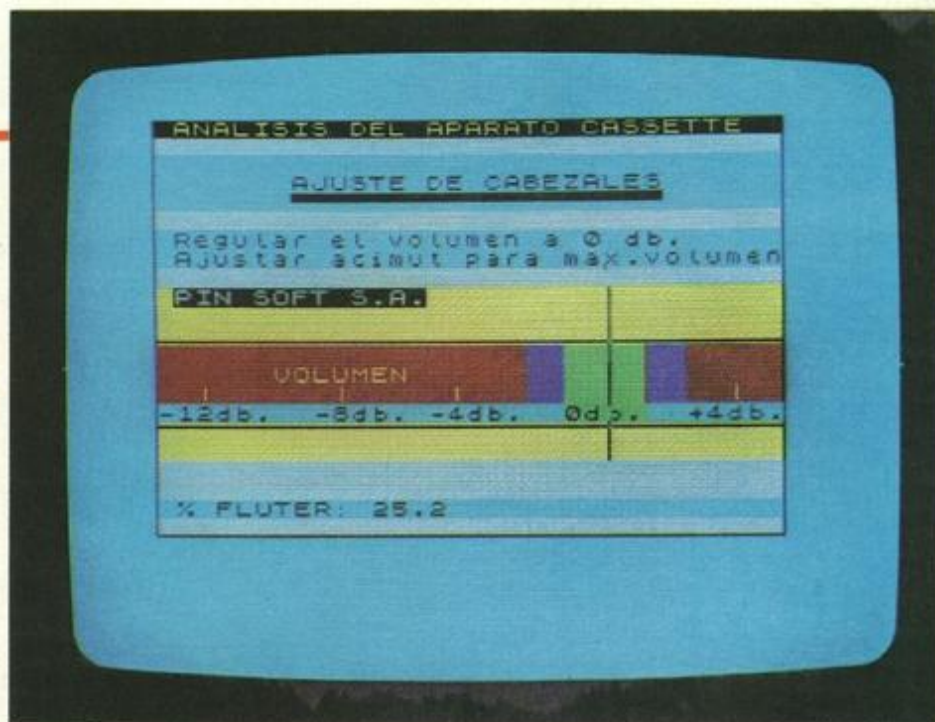 ANALISIS DEL APARATO CASSETTE
AJUSTE DE CABEZALES
Regular el volumen a 0 db.
Ajustar acimut para max.volumen
PIN SOFT S.A.
VOLUMEN
-12db. -8db. -4db. 0db. +4db.
% FLUTER: 25.2